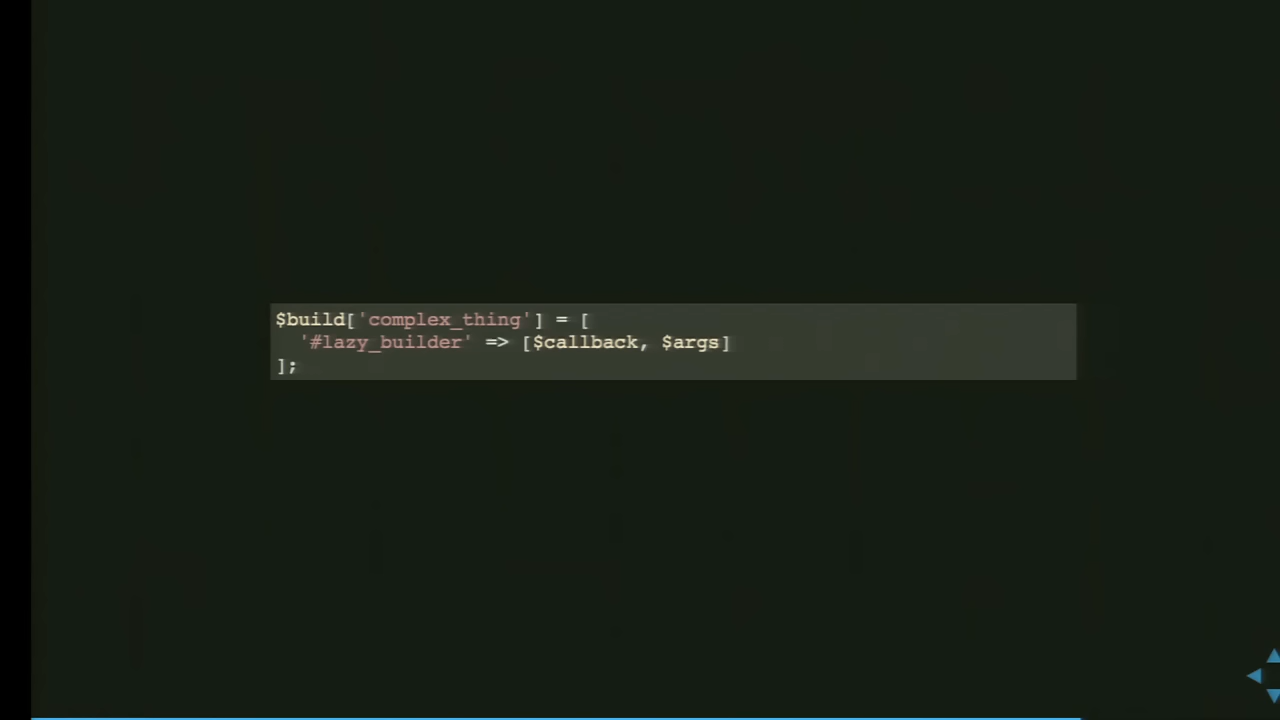 $build['complex_thing'] = [
  '#lazy_builder' => [$callback, $args]
];